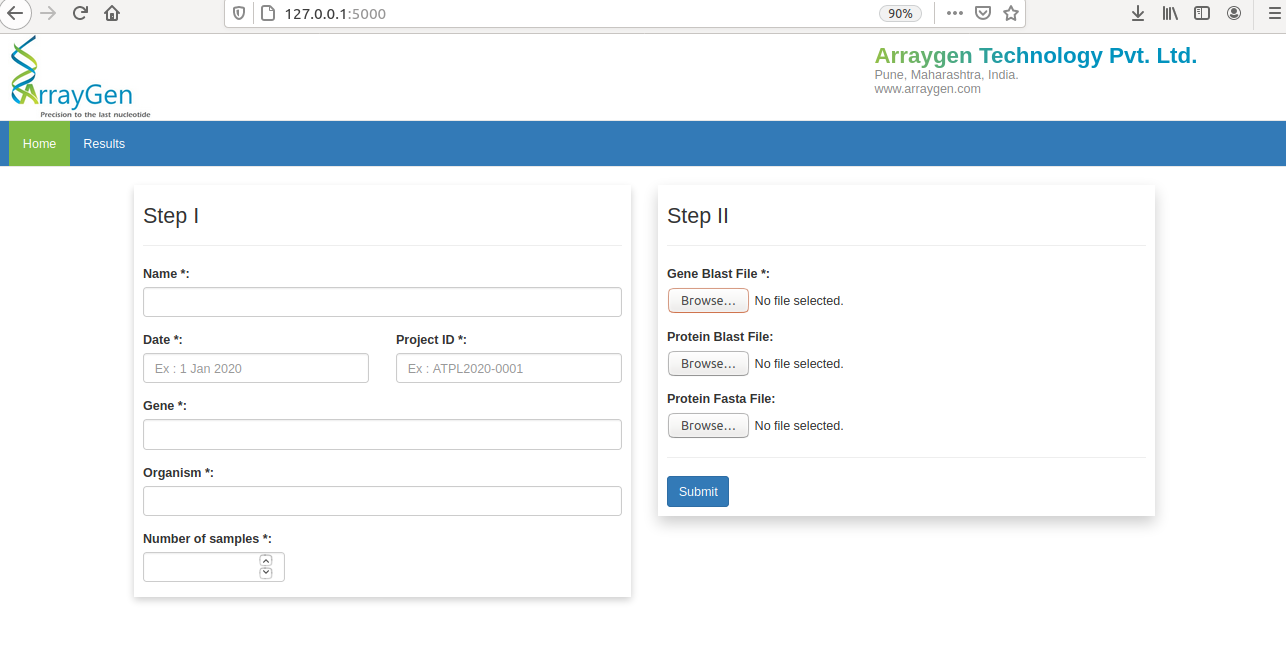 127.0.0.1:5000
90%
ArrayGen
Precision to the last nucleotide
Arraygen Technology Pvt. Ltd.
Pune, Maharashtra, India.
www.arraygen.com
Home Results
Step I
Name *:
Date *: Project ID *:
Ex : 1 Jan 2020 Ex : ATPL2020-0001
Gene *:
Organism *:
Number of samples *:
Step II
Gene Blast File *:
Browse... No file selected.
Protein Blast File:
Browse... No file selected.
Protein Fasta File:
Browse... No file selected.
Submit